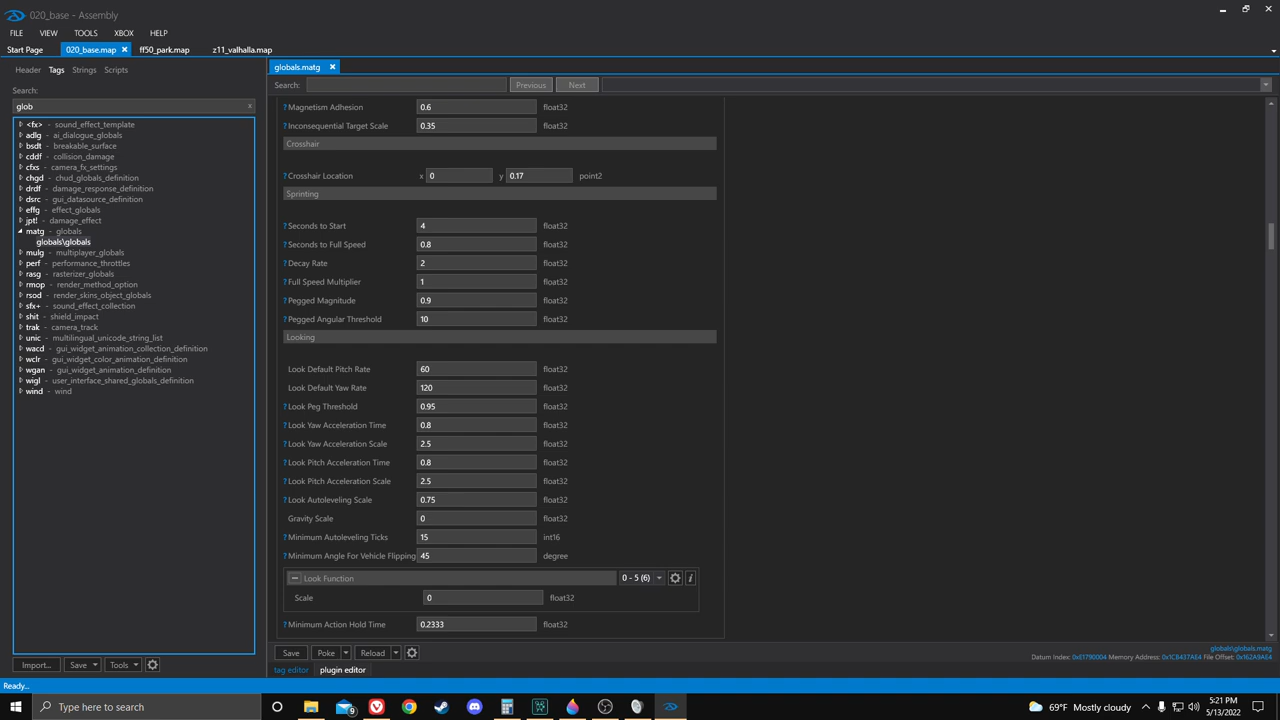 020_base - Assembly
FILE VIEW TOOLS XBOX HELP
Start Page 020_base.map ff50_park.map z11_valhalla.map
Header Tags Strings Scripts
Search:
glob x
<fx> - sound_effect_template
adlg - ai_dialogue_globals
bsdt - breakable_surface
cddf - collision_damage
cfxs - camera_fx_settings
chgd - chud_globals_definition
drdf - damage_response_definition
dsrc - gui_datasource_definition
effg - effect_globals
jpt! - damage_effect
matg - globals
globals\globals
mulg - multiplayer_globals
perf - performance_throttles
rasg - rasterizer_globals
rmop - render_method_option
rsod - render_skins_object_globals
sfx+ - sound_effect_collection
shit - shield_impact
trak - camera_track
unic - multilingual_unicode_string_list
wacd - gui_widget_animation_collection_definition
wclr - gui_widget_color_animation_definition
wgan - gui_widget_animation_definition
wigl - user_interface_shared_globals_definition
wind - wind
Import... Save Tools
globals.matg
Search: Previous Next
? Magnetism Adhesion 0.6 float32
? Inconsequential Target Scale 0.35 float32
Crosshair
? Crosshair Location x 0 y 0.17 point2
Sprinting
? Seconds to Start 4 float32
? Seconds to Full Speed 0.8 float32
? Decay Rate 2 float32
? Full Speed Multiplier 1 float32
? Pegged Magnitude 0.9 float32
? Pegged Angular Threshold 10 float32
Looking
Look Default Pitch Rate 60 float32
Look Default Yaw Rate 120 float32
? Look Peg Threshold 0.95 float32
? Look Yaw Acceleration Time 0.8 float32
? Look Yaw Acceleration Scale 2.5 float32
? Look Pitch Acceleration Time 0.8 float32
? Look Pitch Acceleration Scale 2.5 float32
? Look Autoleveling Scale 0.75 float32
Gravity Scale 0 float32
? Minimum Autoleveling Ticks 15 int16
? Minimum Angle For Vehicle Flipping 45 degree
Look Function 0 - 5 (6) i
Scale 0 float32
? Minimum Action Hold Time 0.2333 float32
Save Poke Reload
globals\globals.matg
tag editor plugin editor
Ready...
Type here to search
69°F Mostly cloudy
5:21 PM
5/13/2022